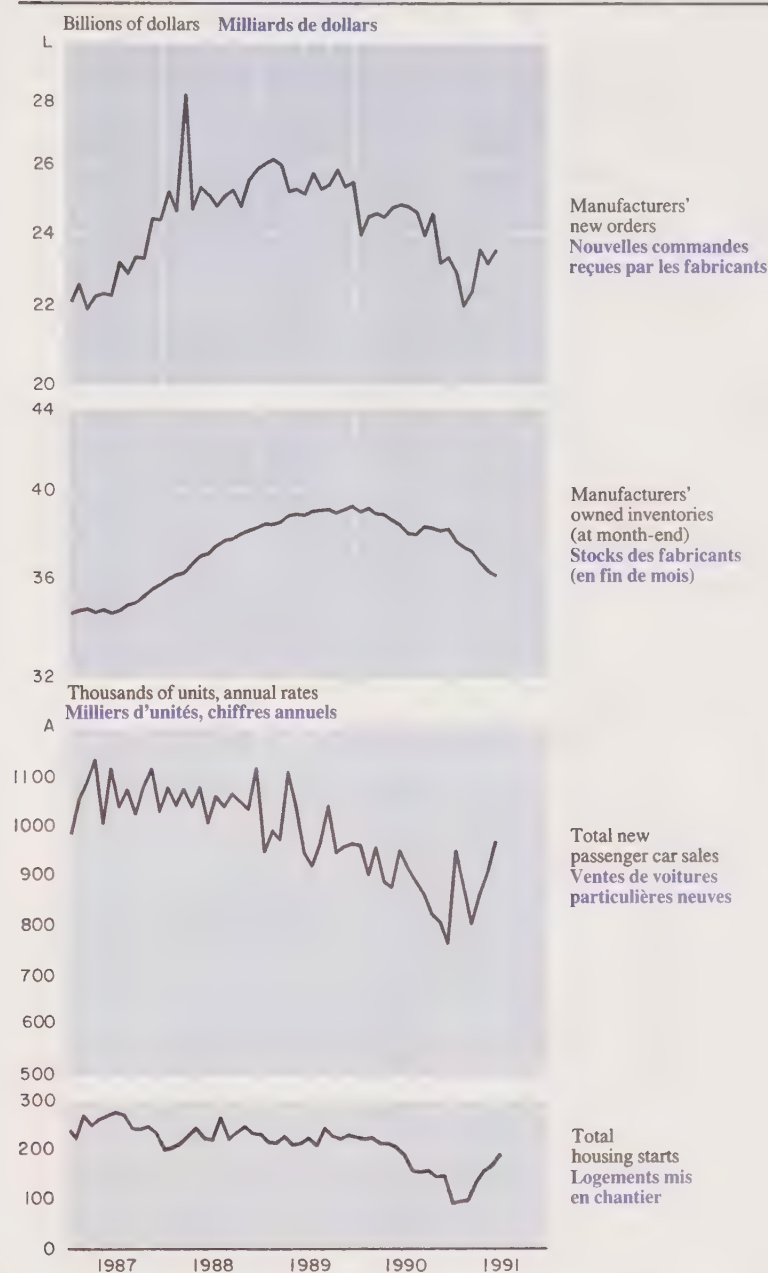 Billions of dollars Milliards de dollars
L
28
26
24
22
20
Manufacturers'
new orders
Nouvelles commandes
reçues par les fabricants
44
40
36
32
Manufacturers'
owned inventories
(at month-end)
Stocks des fabricants
(en fin de mois)
Thousands of units, annual rates
Milliers d'unités, chiffres annuels
A
1100
1000
900
800
700
600
500
Total new
passenger car sales
Ventes de voitures
particulières neuves
300
200
100
0
Total
housing starts
Logements mis
en chantier
1987 1988 1989 1990 1991